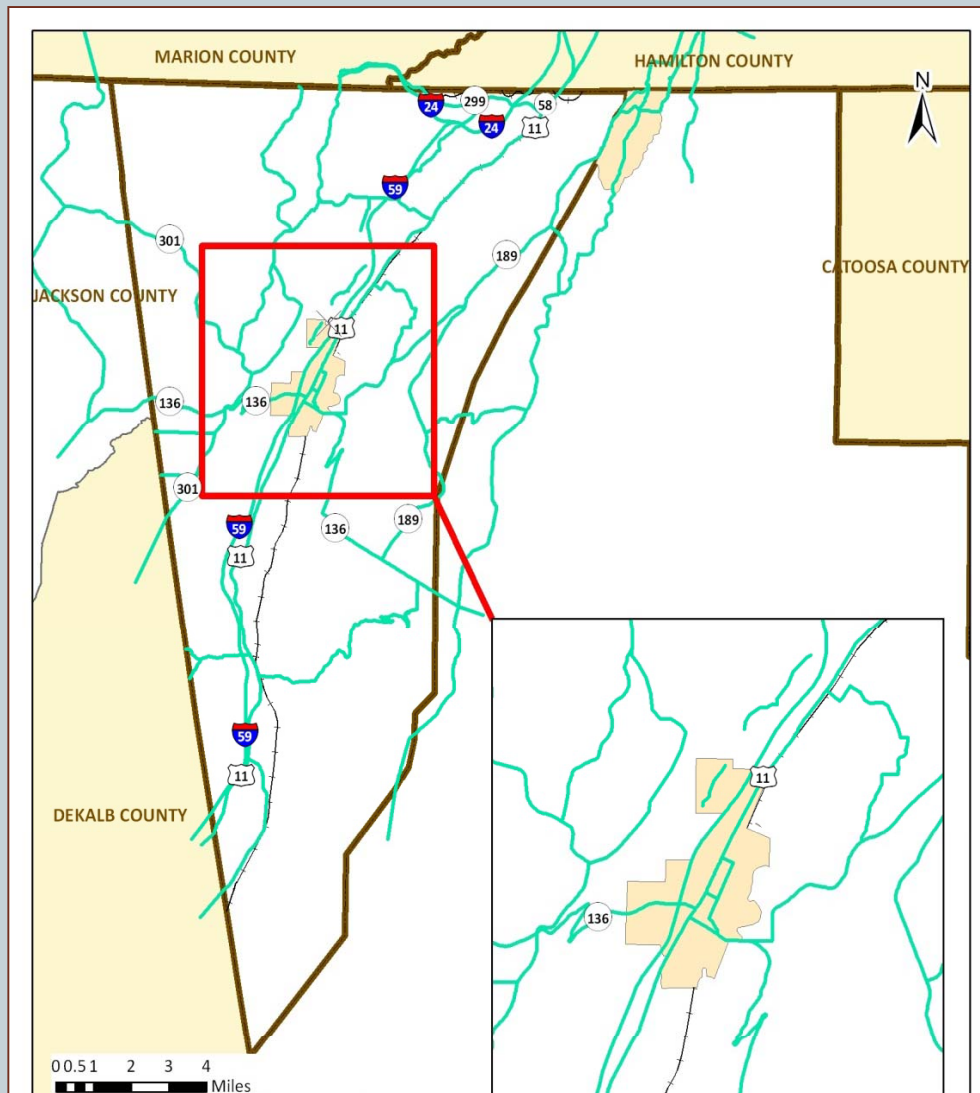 MARION COUNTY
HAMILTON COUNTY
N
24
299
58
24
11
59
301
189
CATOOSA COUNTY
JACKSON COUNTY
11
136
136
301
59
136
189
11
59
11
11
DEKALB COUNTY
136
0 0.5 1 2 3 4
Miles